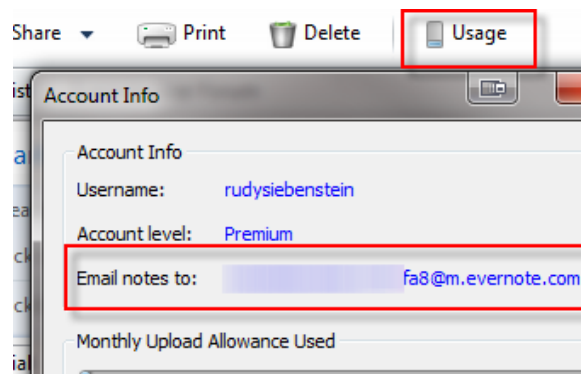 Share Print Delete Usage
Account Info
Account Info
Username: rudysiebenstein
Account level: Premium
Email notes to: fa8@m.evernote.com
Monthly Upload Allowance Used